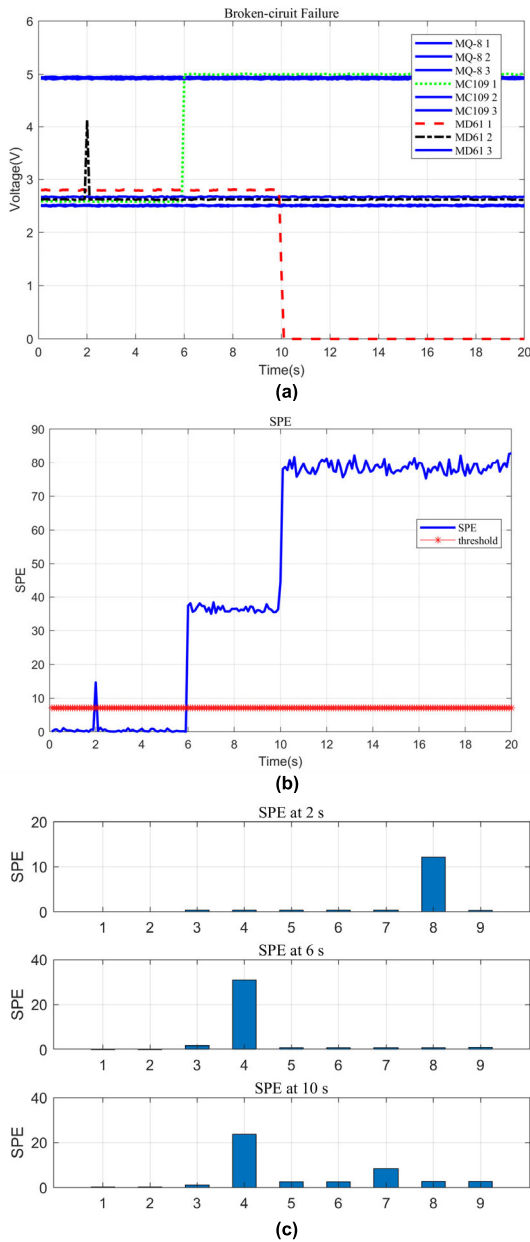 Broken-ciruit Failure
6
5
4
3
2
1
0
Voltage(V)
MQ-8 1
MQ-8 2
MQ-8 3
MC109 1
MC109 2
MC109 3
MD61 1
MD61 2
MD61 3
0 2 4 6 8 10 12 14 16 18 20
Time(s)
(a)
SPE
90
80
70
60
50
40
30
20
10
0
SPE
SPE
threshold
0 2 4 6 8 10 12 14 16 18 20
Time(s)
(b)
SPE at 2 s
20
10
0
SPE
1 2 3 4 5 6 7 8 9
SPE at 6 s
40
20
0
SPE
1 2 3 4 5 6 7 8 9
SPE at 10 s
40
20
0
SPE
1 2 3 4 5 6 7 8 9
(c)